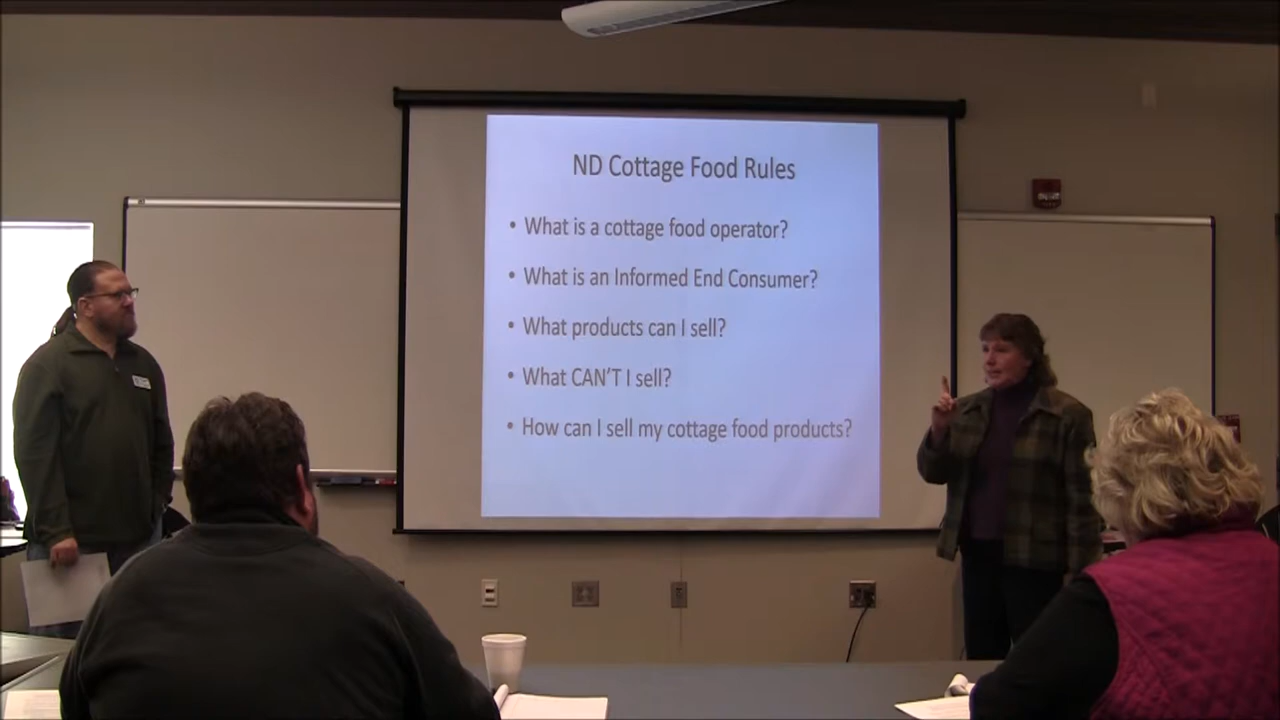 ND Cottage Food Rules
• What is a cottage food operator?
• What is an Informed End Consumer?
• What products can I sell?
• What CAN'T I sell?
• How can I sell my cottage food products?